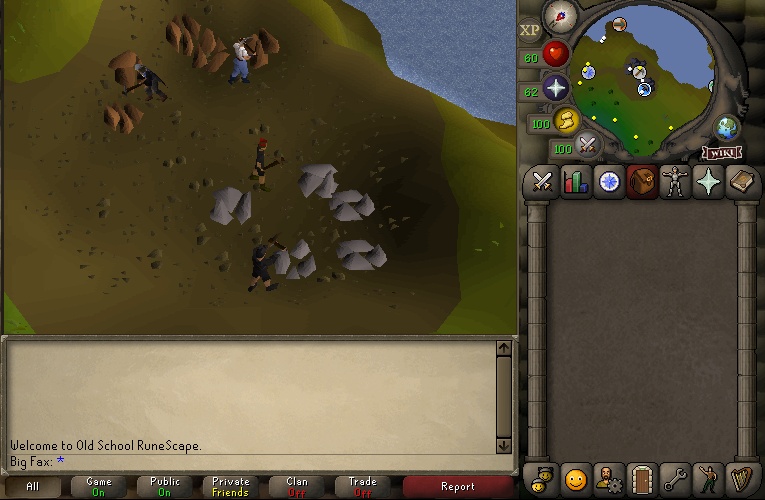 XP
60
62
100
100
WIKI
Welcome to Old School RuneScape.
Big Fax: *
All
Game
On
Public
On
Private
Friends
Clan
Off
Trade
Off
Report